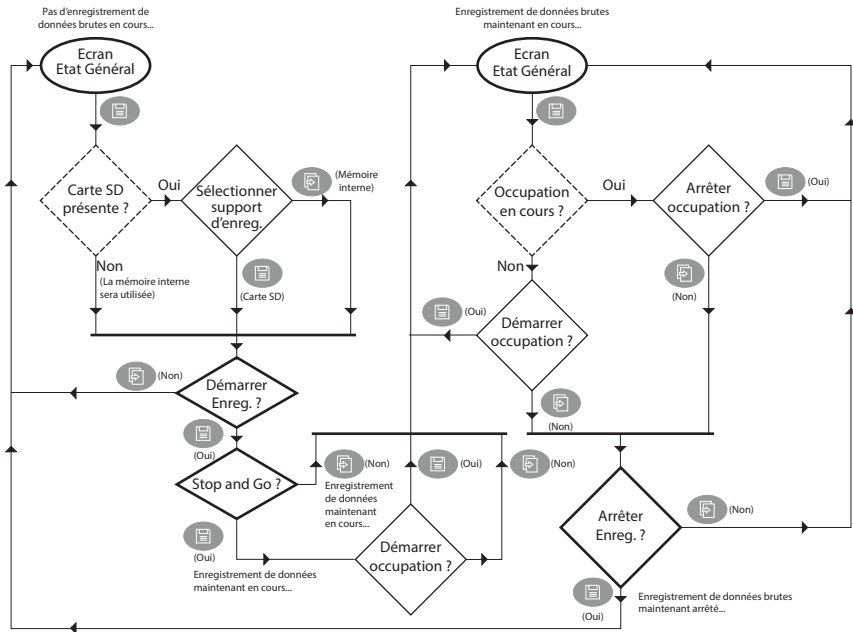 Pas d'enregistrement de
données brutes en cours...
Ecran
Etat Général
Carte SD
présente ?
Oui
Sélectionner
support
d'enreg.
(Mémoire
interne)
Non
(La mémoire interne
sera utilisée)
(Carte SD)
Démarrer
Enreg. ?
(Non)
(Oui)
Stop and Go ?
(Non)
Enregistrement
de données
maintenant
en cours...
(Oui)
Enregistrement de données
maintenant en cours...
Démarrer
occupation ?
(Oui)
(Non)
Enregistrement de données brutes
maintenant en cours...
Ecran
Etat Général
Occupation
en cours ?
Oui
Arrêter
occupation ?
(Oui)
Non
(Non)
Démarrer
occupation ?
(Oui)
(Non)
Arrêter
Enreg. ?
(Non)
(Oui)
Enregistrement de données brutes
maintenant arrêté...